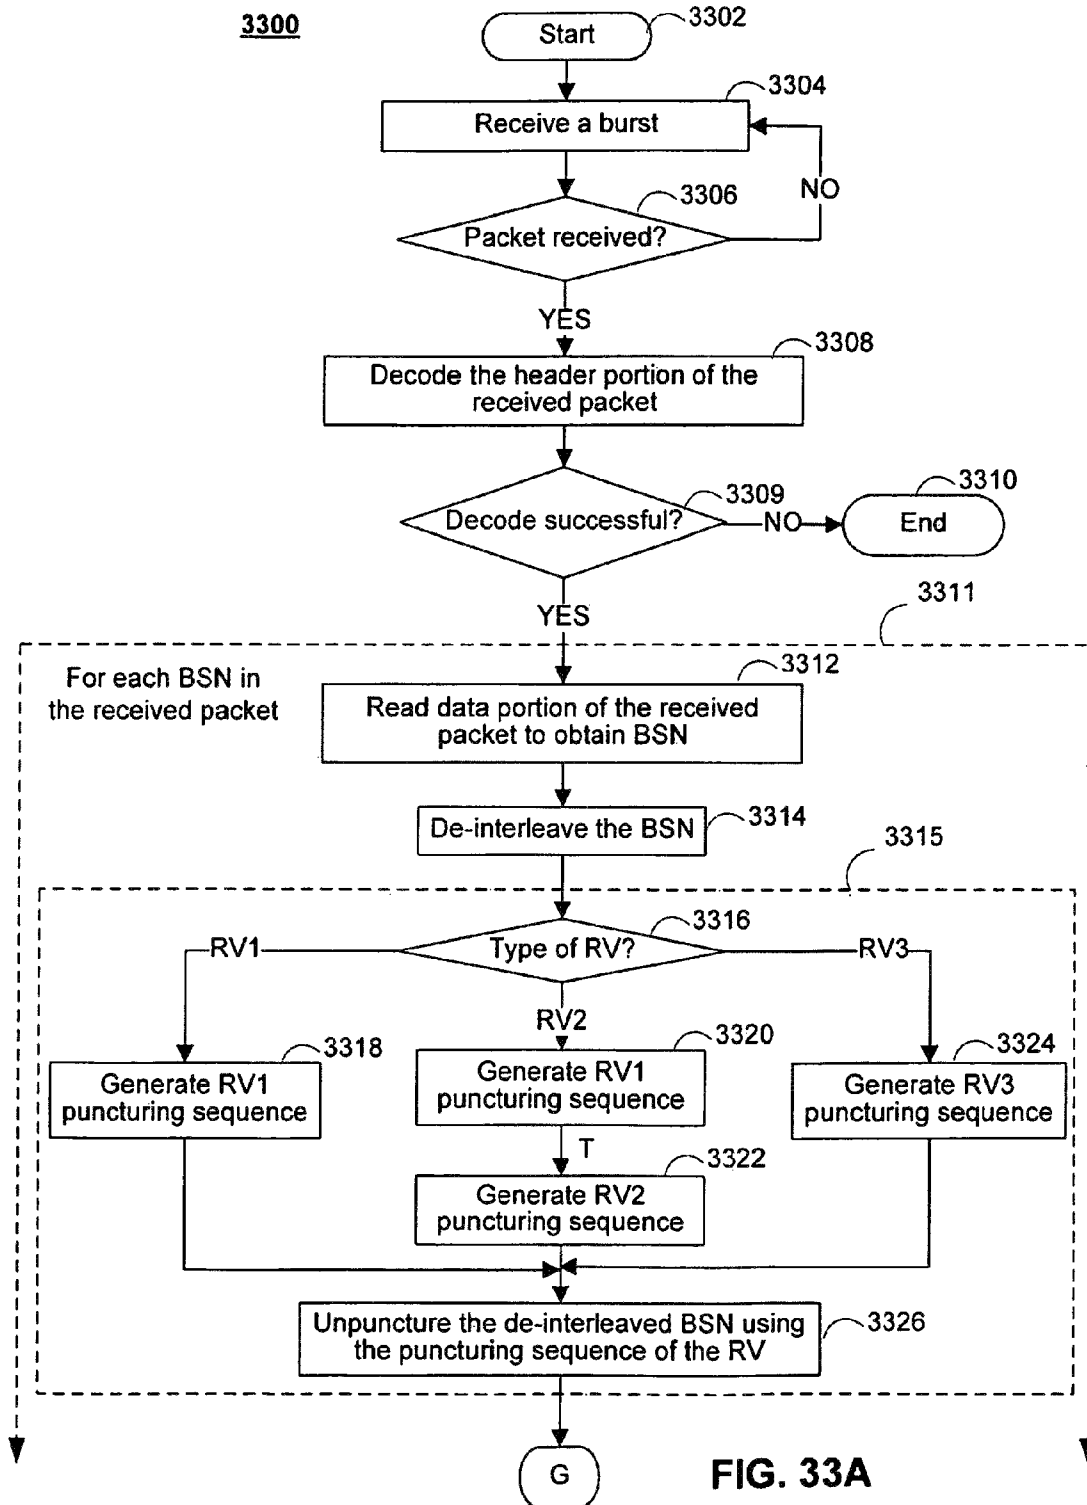 3300
Start
3302
3304
Receive a burst
NO
3306
Packet received?
YES
3308
Decode the header portion of the
received packet
3309
Decode successful?
NO
3310
End
YES
3311
For each BSN in
the received packet
3312
Read data portion of the received
packet to obtain BSN
De-interleave the BSN
3314
3315
3316
Type of RV?
RV1
RV3
RV2
3318
Generate RV1
puncturing sequence
3320
Generate RV1
puncturing sequence
3324
Generate RV3
puncturing sequence
T
3322
Generate RV2
puncturing sequence
Unpuncture the de-interleaved BSN using
the puncturing sequence of the RV
3326
G
FIG. 33A